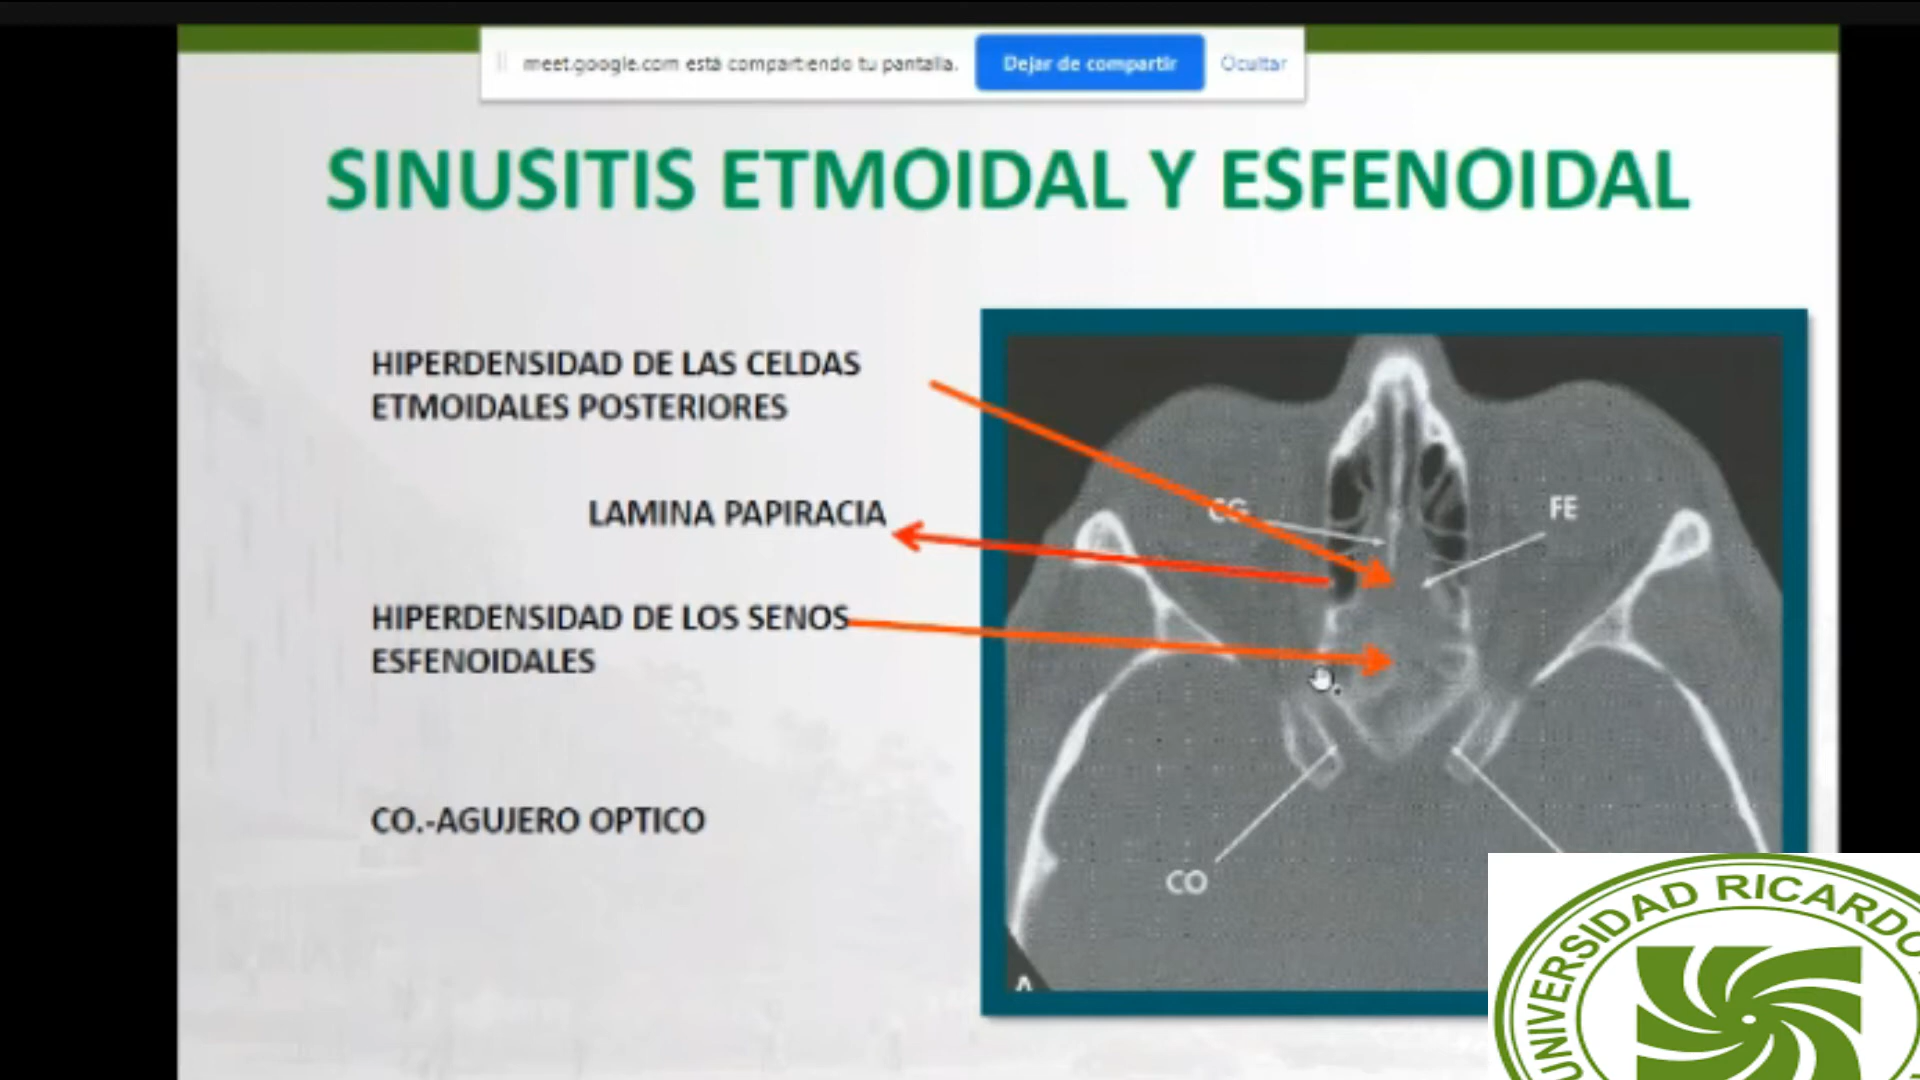 meet.google.com está compartiendo tu pantalla.
Dejar de compartir
Ocultar
SINUSITIS ETMOIDAL Y ESFENOIDAL
HIPERDENSIDAD DE LAS CELDAS
ETMOIDALES POSTERIORES
LAMINA PAPIRACIA
HIPERDENSIDAD DE LOS SENOS
ESFENOIDALES
CO.-AGUJERO OPTICO
CG
FE
CO
A
UNIVERSIDAD RICARDO